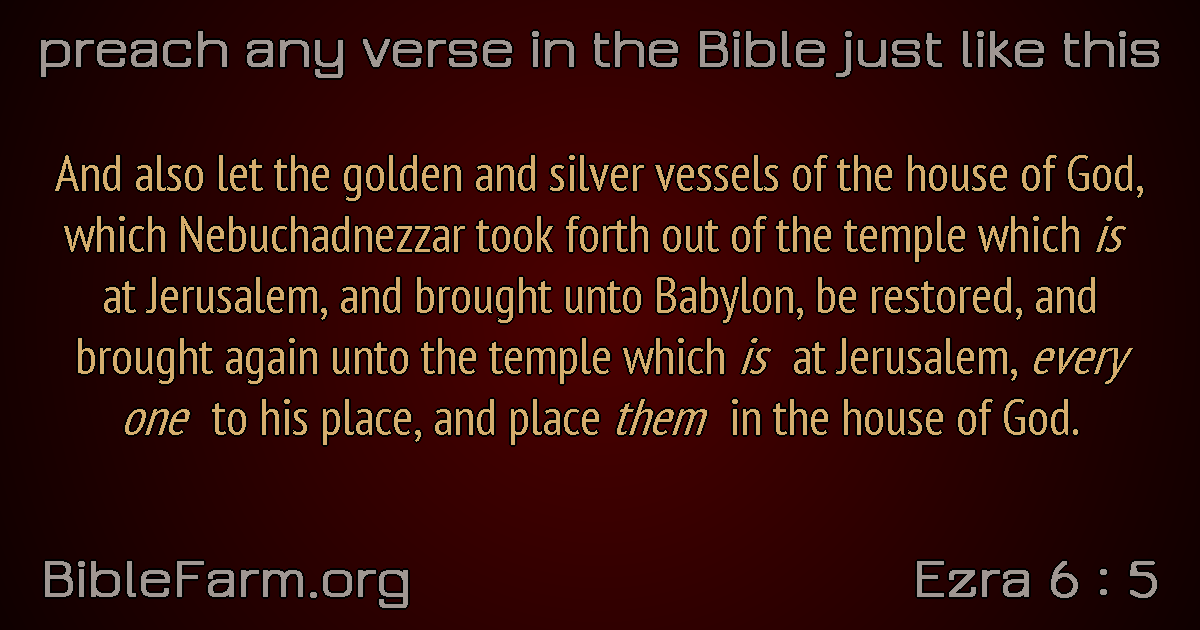 preach any verse in the Bible just like this
And also let the golden and silver vessels of the house of God,
which Nebuchadnezzar took forth out of the temple which is
at Jerusalem, and brought unto Babylon, be restored, and
brought again unto the temple which is at Jerusalem, every
one to his place, and place them in the house of God.
BibleFarm.org
Ezra 6 : 5